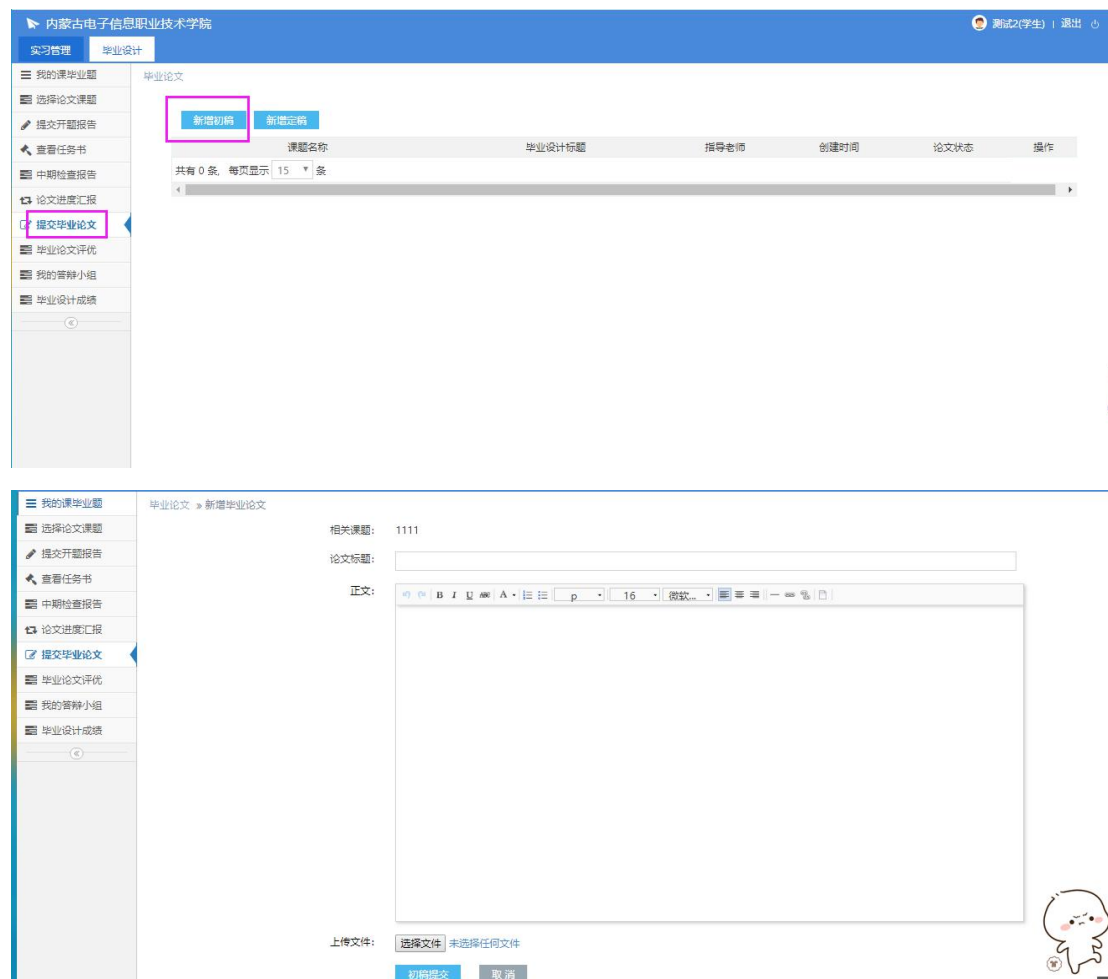 内蒙古电子信息职业技术学院 测试2(学生) | 退出
实习管理 毕业设计
我的课毕业题
毕业论文
选择论文课题
提交开题报告
新增初稿 新增定稿
查看任务书
课题名称 毕业设计标题 指导老师 创建时间 论文状态 操作
中期检查报告
共有 0 条, 每页显示 15 条
论文进度汇报
提交毕业论文
毕业论文评优
我的答辩小组
毕业设计成绩
我的课毕业题
毕业论文 » 新增毕业论文
选择论文课题
相关课题: 1111
提交开题报告
论文标题:
查看任务书
正文:
B I U ABC A p 16 微软...
中期检查报告
论文进度汇报
提交毕业论文
毕业论文评优
我的答辩小组
毕业设计成绩
上传文件: 选择文件 未选择任何文件
初稿提交 取消